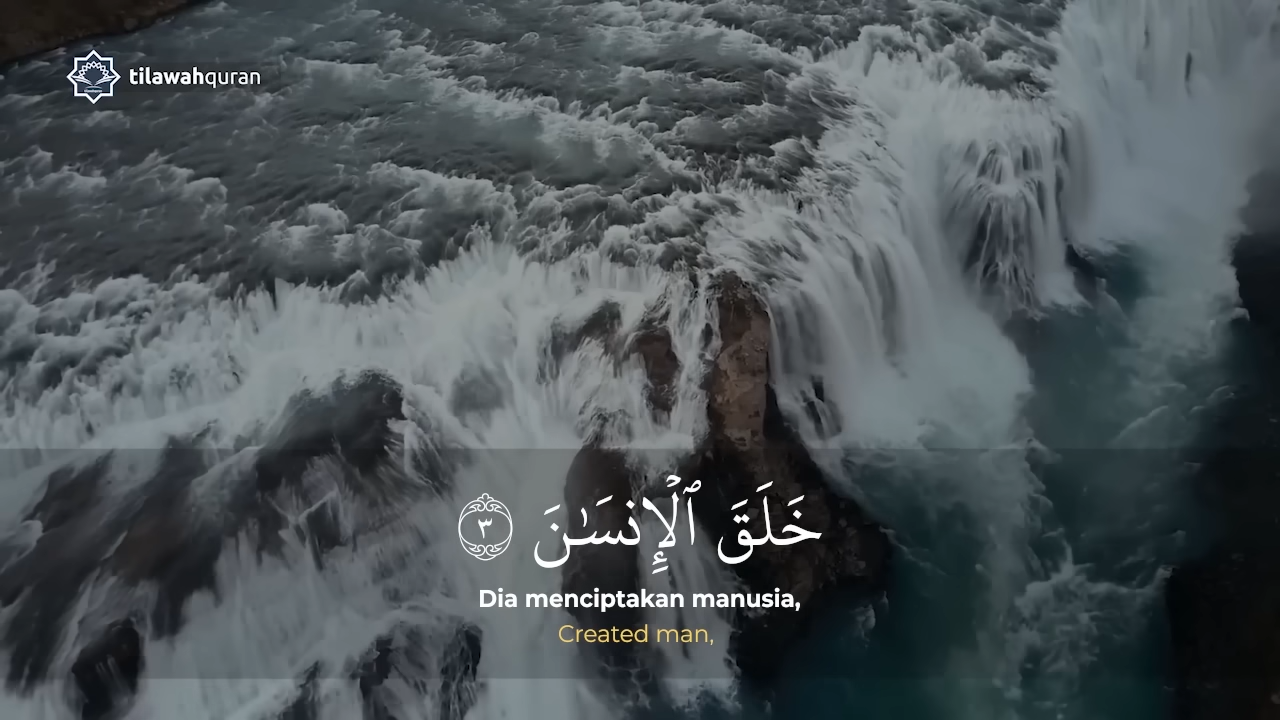 tilawahquran
خَلَقَ ٱلْإِنسَـٰنَ ٣
Dia menciptakan manusia,
Created man,